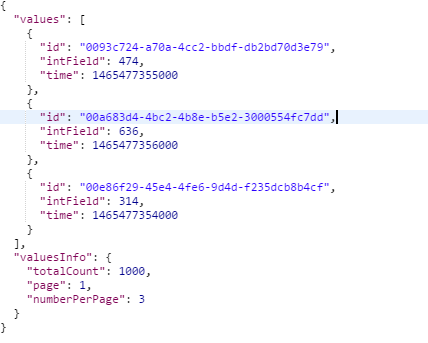 {
  "values": [
    {
      "id": "0093c724-a70a-4cc2-bbdf-db2bd70d3e79",
      "intField": 474,
      "time": 1465477355000
    },
    {
      "id": "00a683d4-4bc2-4b8e-b5e2-3000554fc7dd",
      "intField": 636,
      "time": 1465477356000
    },
    {
      "id": "00e86f29-45e4-4fe6-9d4d-f235dcb8b4cf",
      "intField": 314,
      "time": 1465477354000
    }
  ],
  "valuesInfo": {
    "totalCount": 1000,
    "page": 1,
    "numberPerPage": 3
  }
}